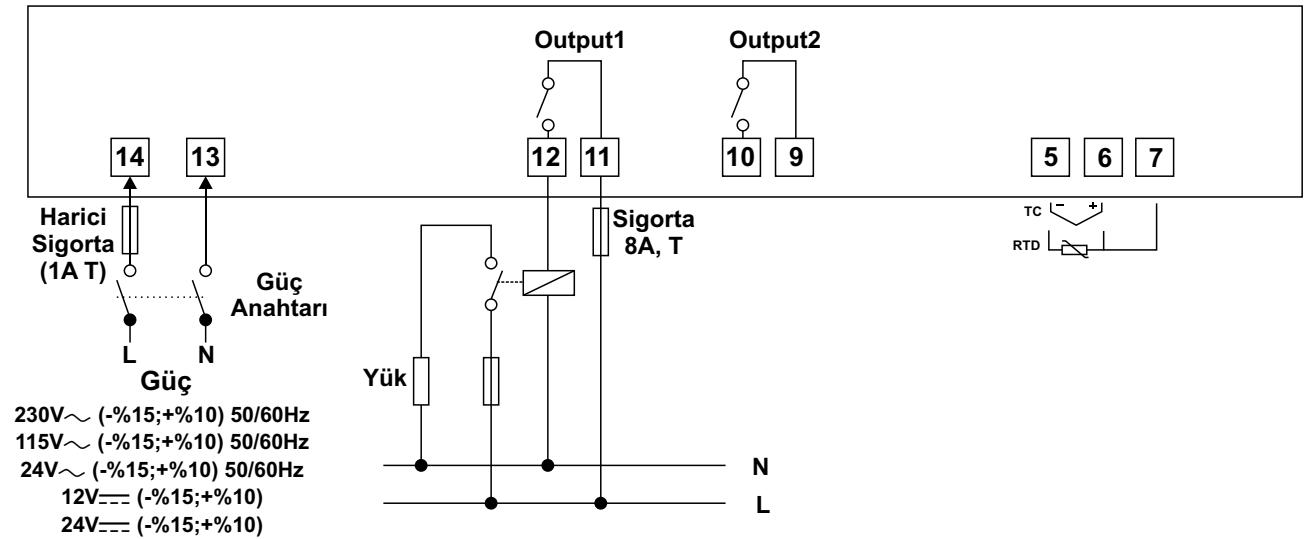 Output1
Output2
14
13
12
11
10
9
5
6
7
Harici
Sigorta
(1A T)
Güç
Anahtarı
L
N
Güç
230V～ (-%15;+%10) 50/60Hz
115V～ (-%15;+%10) 50/60Hz
24V～ (-%15;+%10) 50/60Hz
12V⎓ (-%15;+%10)
24V⎓ (-%15;+%10)
Sigorta
8A, T
Yük
N
L
TC
- +
RTD